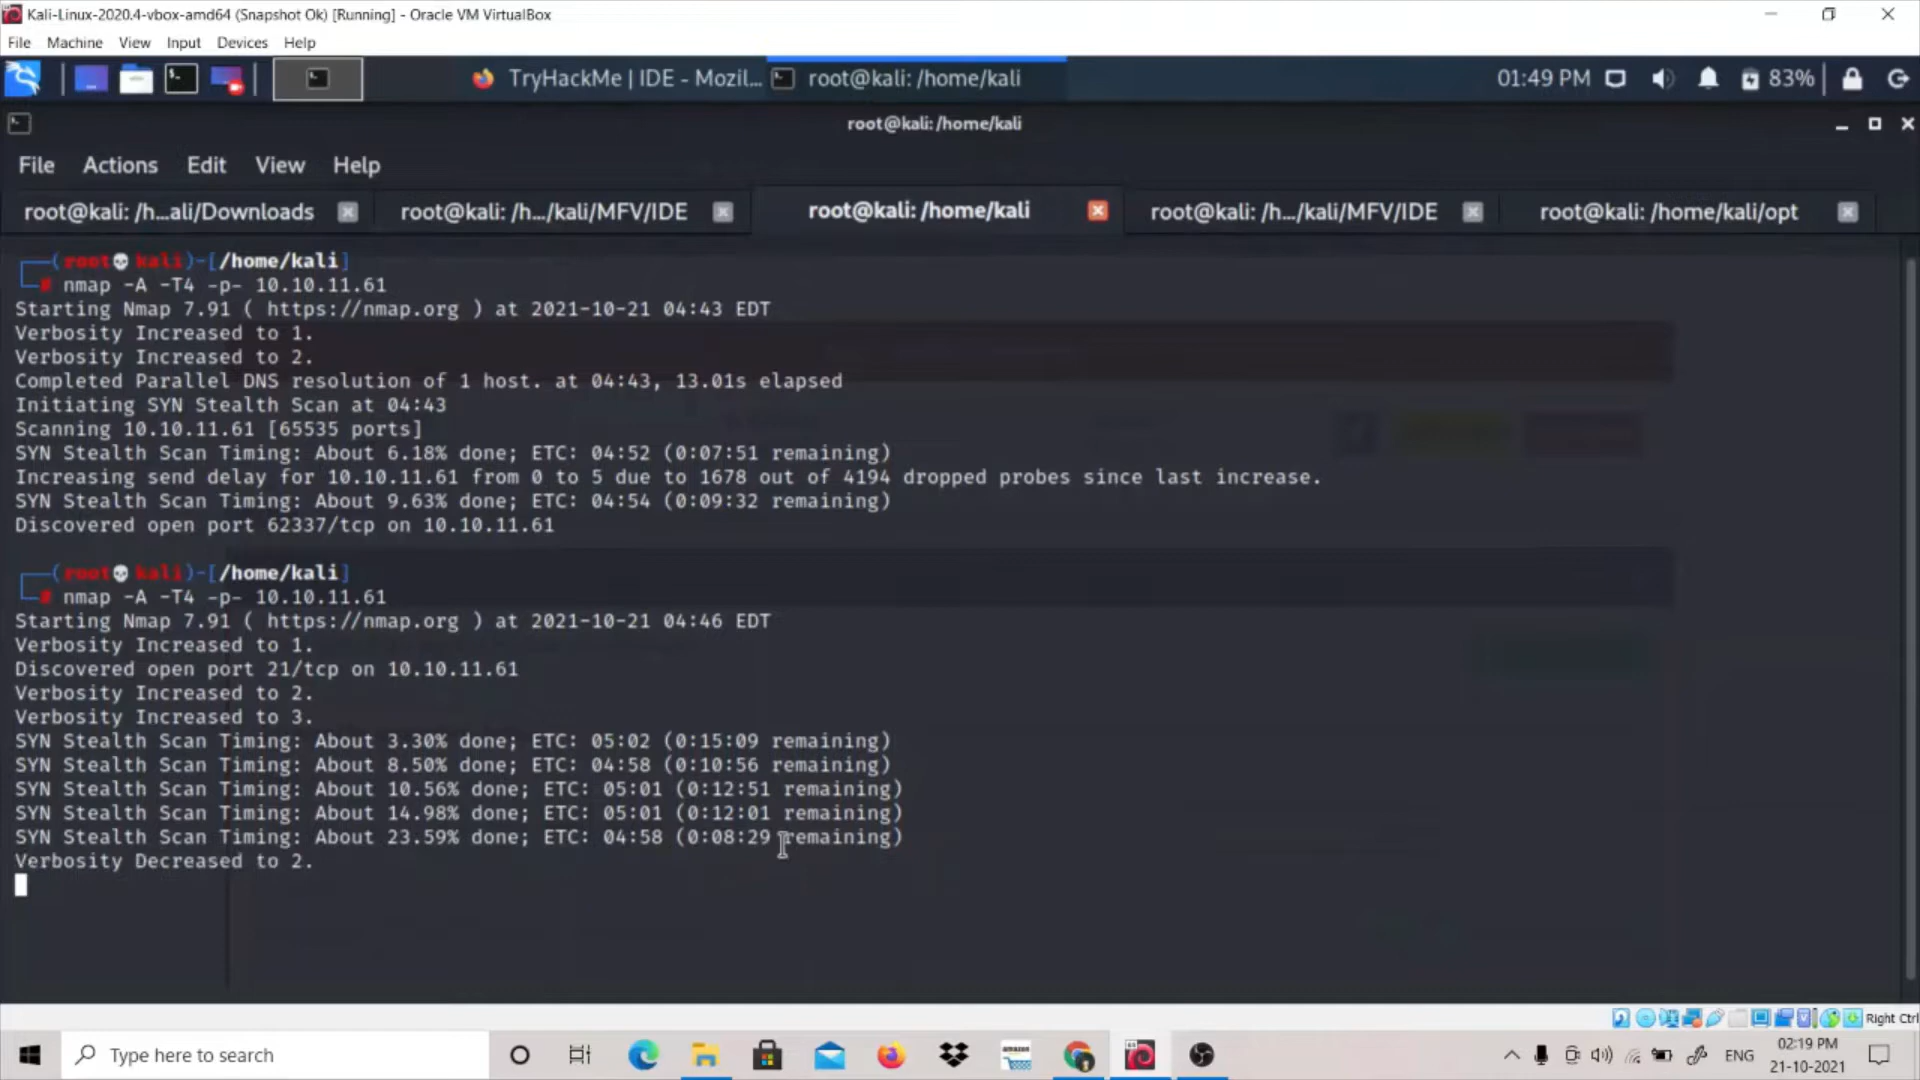 Kali-Linux-2020.4-vbox-amd64 (Snapshot Ok) [Running] - Oracle VM VirtualBox
File Machine View Input Devices Help
TryHackMe | IDE - Mozil... root@kali: /home/kali 01:49 PM 83%
root@kali: /home/kali
File Actions Edit View Help
root@kali: /h...ali/Downloads root@kali: /h.../kali/MFV/IDE root@kali: /home/kali root@kali: /h.../kali/MFV/IDE root@kali: /home/kali/opt
(root💀kali)-[/home/kali]
# nmap -A -T4 -p- 10.10.11.61
Starting Nmap 7.91 ( https://nmap.org ) at 2021-10-21 04:43 EDT
Verbosity Increased to 1.
Verbosity Increased to 2.
Completed Parallel DNS resolution of 1 host. at 04:43, 13.01s elapsed
Initiating SYN Stealth Scan at 04:43
Scanning 10.10.11.61 [65535 ports]
SYN Stealth Scan Timing: About 6.18% done; ETC: 04:52 (0:07:51 remaining)
Increasing send delay for 10.10.11.61 from 0 to 5 due to 1678 out of 4194 dropped probes since last increase.
SYN Stealth Scan Timing: About 9.63% done; ETC: 04:54 (0:09:32 remaining)
Discovered open port 62337/tcp on 10.10.11.61
(root💀kali)-[/home/kali]
# nmap -A -T4 -p- 10.10.11.61
Starting Nmap 7.91 ( https://nmap.org ) at 2021-10-21 04:46 EDT
Verbosity Increased to 1.
Discovered open port 21/tcp on 10.10.11.61
Verbosity Increased to 2.
Verbosity Increased to 3.
SYN Stealth Scan Timing: About 3.30% done; ETC: 05:02 (0:15:09 remaining)
SYN Stealth Scan Timing: About 8.50% done; ETC: 04:58 (0:10:56 remaining)
SYN Stealth Scan Timing: About 10.56% done; ETC: 05:01 (0:12:51 remaining)
SYN Stealth Scan Timing: About 14.98% done; ETC: 05:01 (0:12:01 remaining)
SYN Stealth Scan Timing: About 23.59% done; ETC: 04:58 (0:08:29 remaining)
Verbosity Decreased to 2.
Right Ctrl
Type here to search
amazon
ENG
02:19 PM
21-10-2021